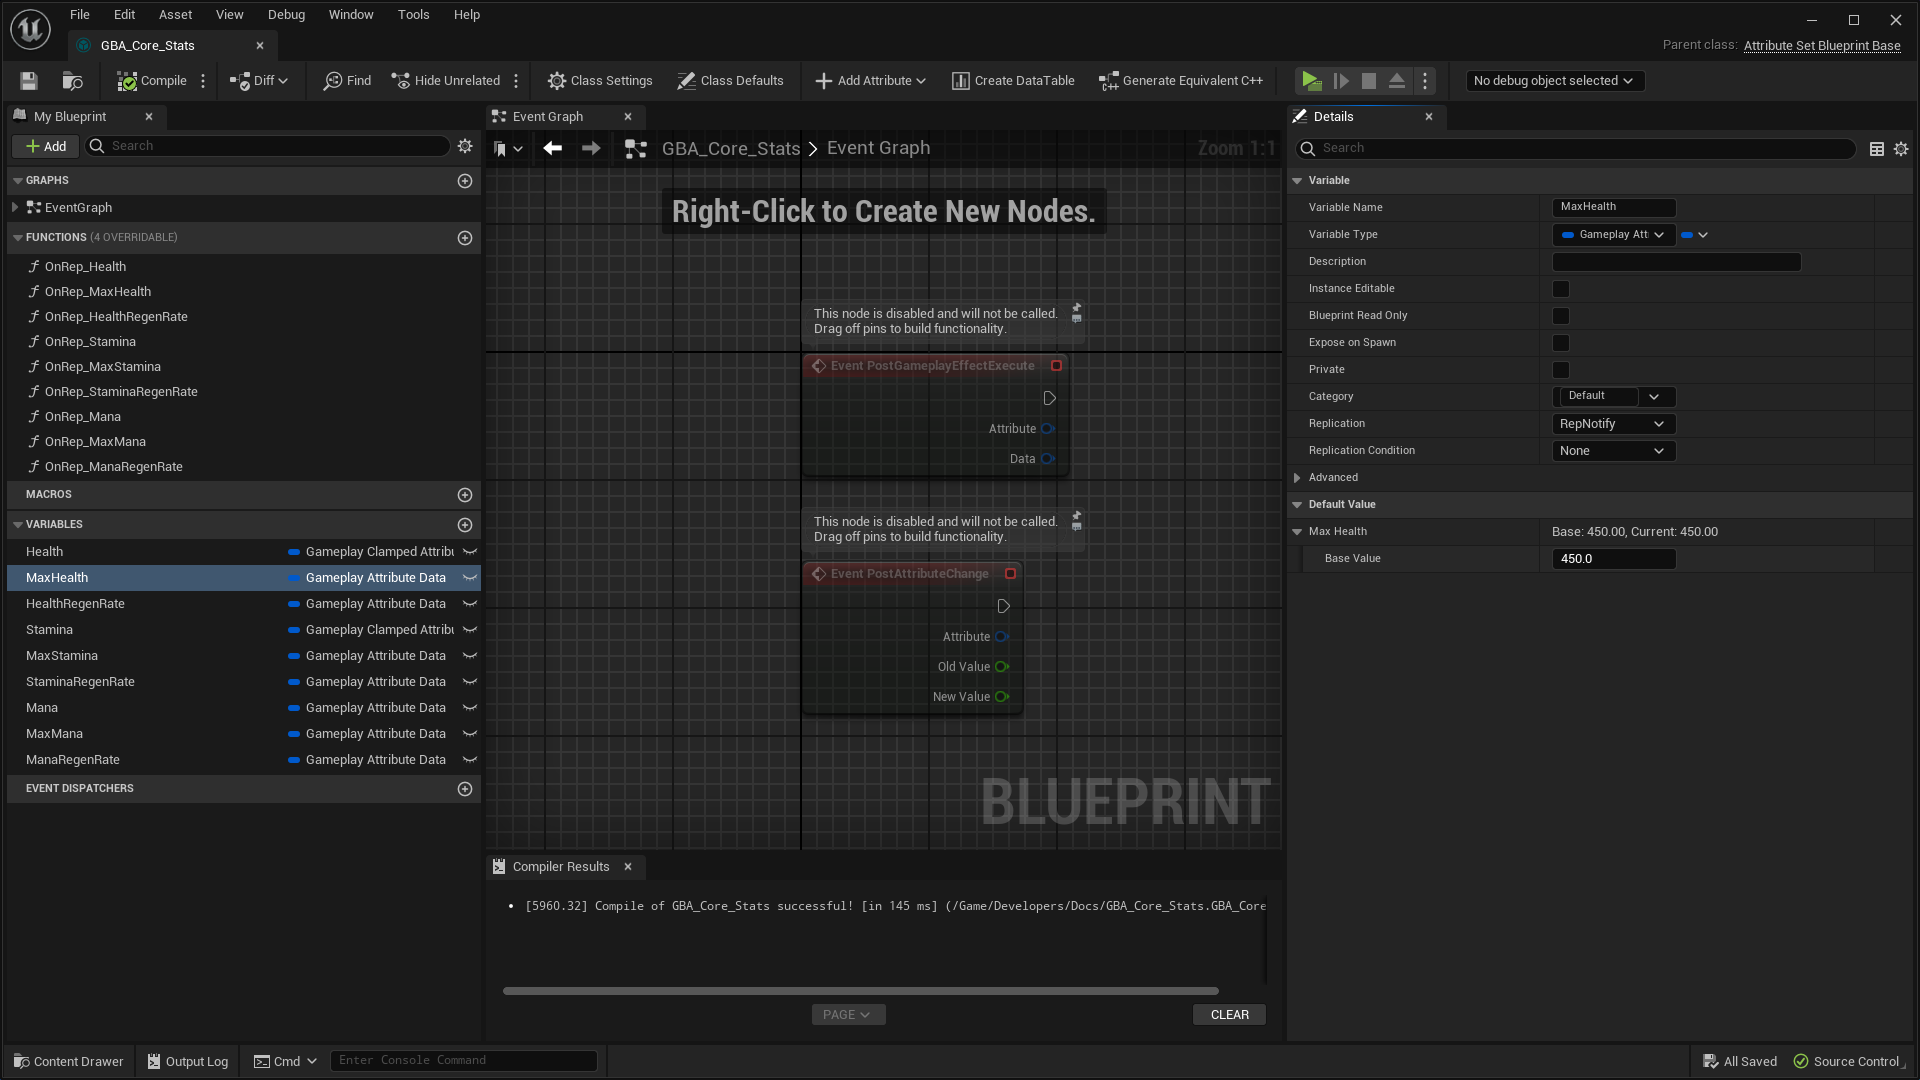 File Edit Asset View Debug Window Tools Help
GBA_Core_Stats
Parent class: Attribute Set Blueprint Base
Compile Diff Find Hide Unrelated Class Settings Class Defaults Add Attribute Create DataTable Generate Equivalent C++ No debug object selected
My Blueprint
Add Search
GRAPHS
EventGraph
FUNCTIONS (4 OVERRIDABLE)
OnRep_Health
OnRep_MaxHealth
OnRep_HealthRegenRate
OnRep_Stamina
OnRep_MaxStamina
OnRep_StaminaRegenRate
OnRep_Mana
OnRep_MaxMana
OnRep_ManaRegenRate
MACROS
VARIABLES
Health Gameplay Clamped Attribu
MaxHealth Gameplay Attribute Data
HealthRegenRate Gameplay Attribute Data
Stamina Gameplay Clamped Attribu
MaxStamina Gameplay Attribute Data
StaminaRegenRate Gameplay Attribute Data
Mana Gameplay Attribute Data
MaxMana Gameplay Attribute Data
ManaRegenRate Gameplay Attribute Data
EVENT DISPATCHERS
Event Graph
GBA_Core_Stats > Event Graph Zoom 1:1
Right-Click to Create New Nodes.
This node is disabled and will not be called.
Drag off pins to build functionality.
Event PostGameplayEffectExecute
Attribute
Data
This node is disabled and will not be called.
Drag off pins to build functionality.
Event PostAttributeChange
Attribute
Old Value
New Value
BLUEPRINT
Compiler Results
[5960.32] Compile of GBA_Core_Stats successful! [in 145 ms] (/Game/Developers/Docs/GBA_Core_Stats.GBA_Core
PAGE CLEAR
Details
Search
Variable
Variable Name MaxHealth
Variable Type Gameplay Att
Description
Instance Editable
Blueprint Read Only
Expose on Spawn
Private
Category Default
Replication RepNotify
Replication Condition None
Advanced
Default Value
Max Health Base: 450.00, Current: 450.00
Base Value 450.0
Content Drawer Output Log Cmd Enter Console Command All Saved Source Control